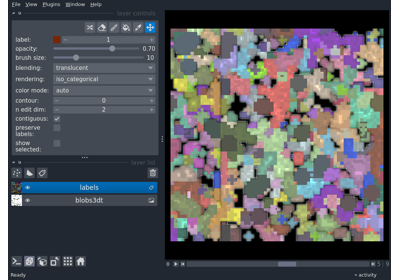 File View Plugins Window Help
layer controls
label: 1
opacity: 0.70
brush size: 10
blending: translucent
rendering: iso_categorical
color mode: auto
contour: 0
n edit dim: 2
contiguous:
preserve
labels:
show
selected:
layer list
labels
blobs3dt
Ready
activity